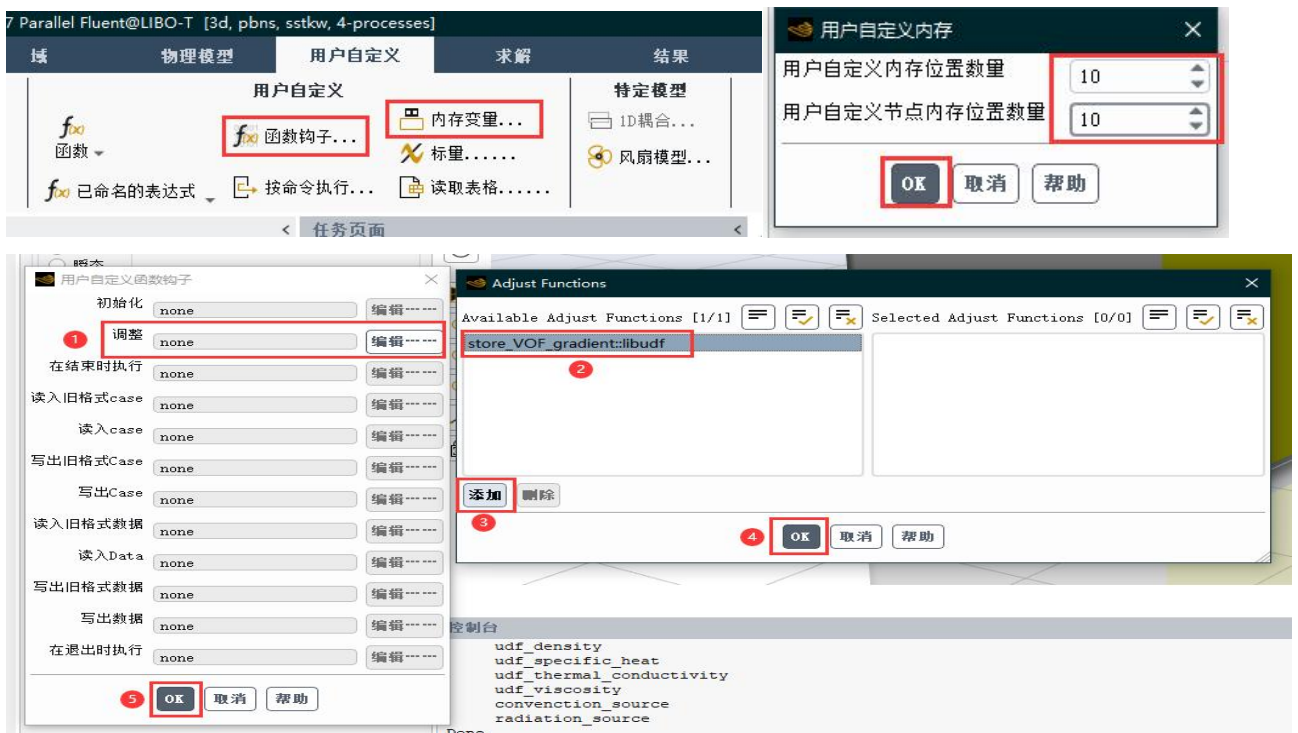 7 Parallel Fluent@LIBO-T [3d, pbns, sstkw, 4-processes]
域 物理模型 用户自定义 求解 结果
用户自定义 特定模型
f(x) 函数
f(x) 函数钩子...
内存变量...
1D耦合...
标量......
风扇模型...
f(x) 已命名的表达式
按命令执行...
读取表格......
< 任务页面 <
用户自定义内存
用户自定义内存位置数量 10
用户自定义节点内存位置数量 10
OK 取消 帮助
瞬态
用户自定义函数钩子
初始化 none 编辑……
1 调整 none 编辑……
在结束时执行 none 编辑……
读入旧格式case none 编辑……
读入case none 编辑……
写出旧格式Case none 编辑……
写出Case none 编辑……
读入旧格式数据 none 编辑……
读入Data none 编辑……
写出旧格式数据 none 编辑……
写出数据 none 编辑……
在退出时执行 none 编辑……
5 OK 取消 帮助
Adjust Functions
Available Adjust Functions [1/1] Selected Adjust Functions [0/0]
store_VOF_gradient::libudf
2
添加 删除
3
4 OK 取消 帮助
控制台
udf_density
udf_specific_heat
udf_thermal_conductivity
udf_viscosity
convenction_source
radiation_source
Done